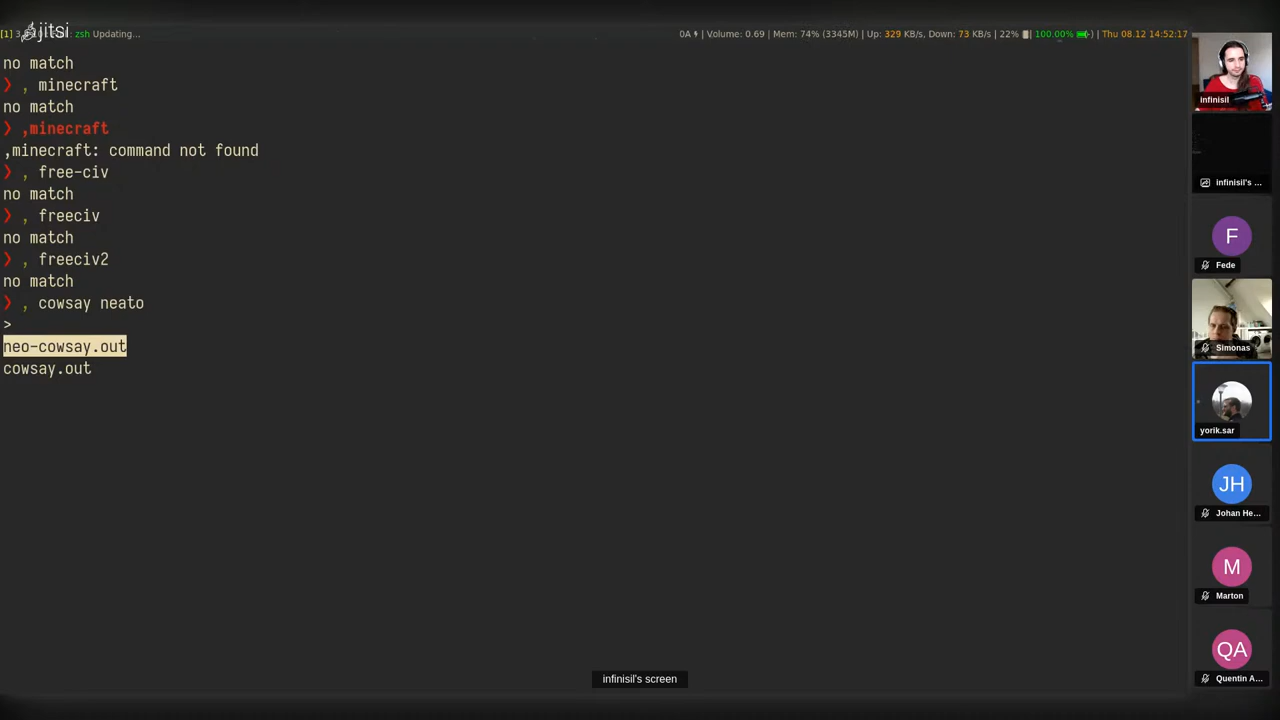 jitsi
zsh Updating... 0A | Volume: 0.69 | Mem: 74% (3345M) | Up: 329 KB/s, Down: 73 KB/s | 22% | 100.00% ) | Thu 08.12 14:52:17
no match
❯ , minecraft
no match
❯ ,minecraft
,minecraft: command not found
❯ , free-civ
no match
❯ , freeciv
no match
❯ , freeciv2
no match
❯ , cowsay neato
>
neo-cowsay.out
cowsay.out
infinisil
infinisil's ...
F
Fede
Simonas
yorik.sar
JH
Johan He...
M
Marton
QA
Quentin A...
infinisil's screen